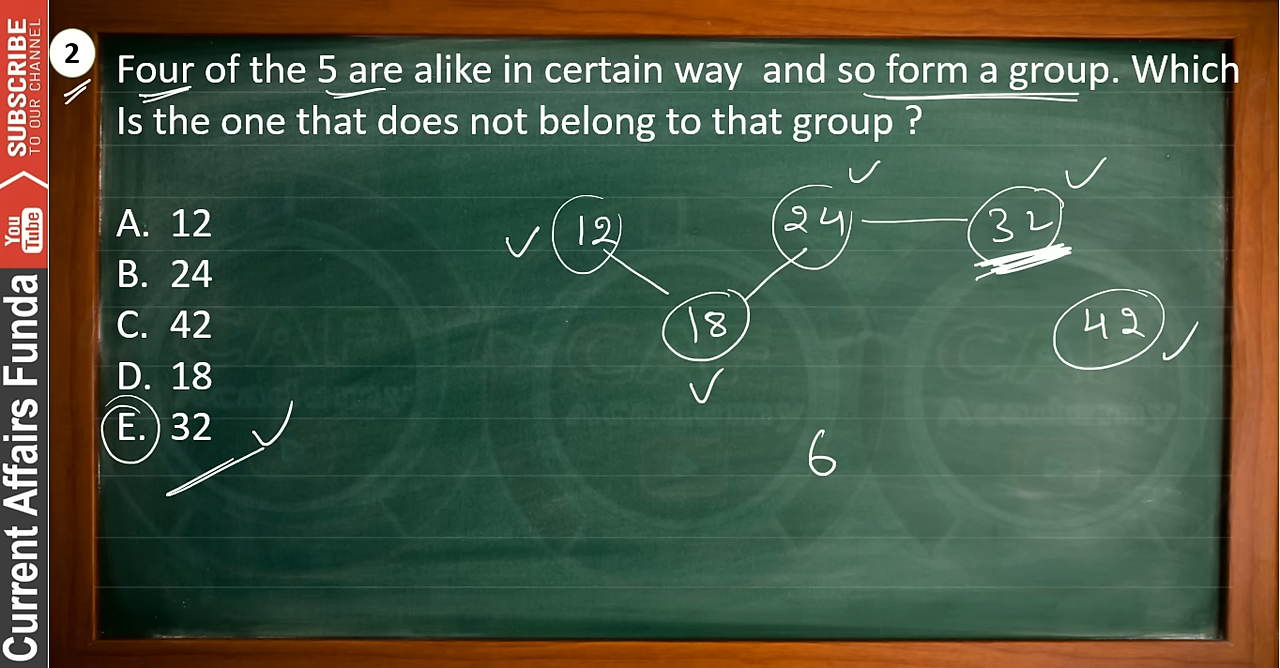 SUBSCRIBE
TO OUR CHANNEL
You Tube
Current Affairs Funda
2
Four of the 5 are alike in certain way and so form a group. Which
Is the one that does not belong to that group ?
A. 12
B. 24
C. 42
D. 18
E. 32
12
24
32
18
42
6